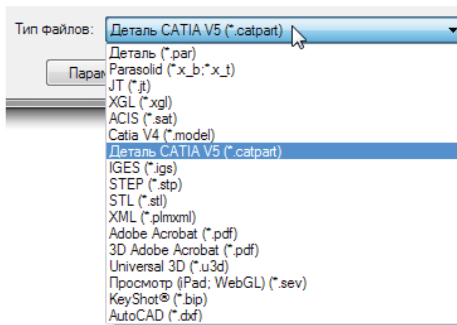 Тип файлов: Деталь CATIA V5 (*.catpart)
Деталь (*.par)
Парам
Parasolid (*.x_b;*.x_t)
JT (*.jt)
XGL (*.xgl)
ACIS (*.sat)
Catia V4 (*.model)
Деталь CATIA V5 (*.catpart)
IGES (*.igs)
STEP (*.stp)
STL (*.stl)
XML (*.plmxml)
Adobe Acrobat (*.pdf)
3D Adobe Acrobat (*.pdf)
Universal 3D (*.u3d)
Просмотр (iPad; WebGL) (*.sev)
KeyShot® (*.bip)
AutoCAD (*.dxf)